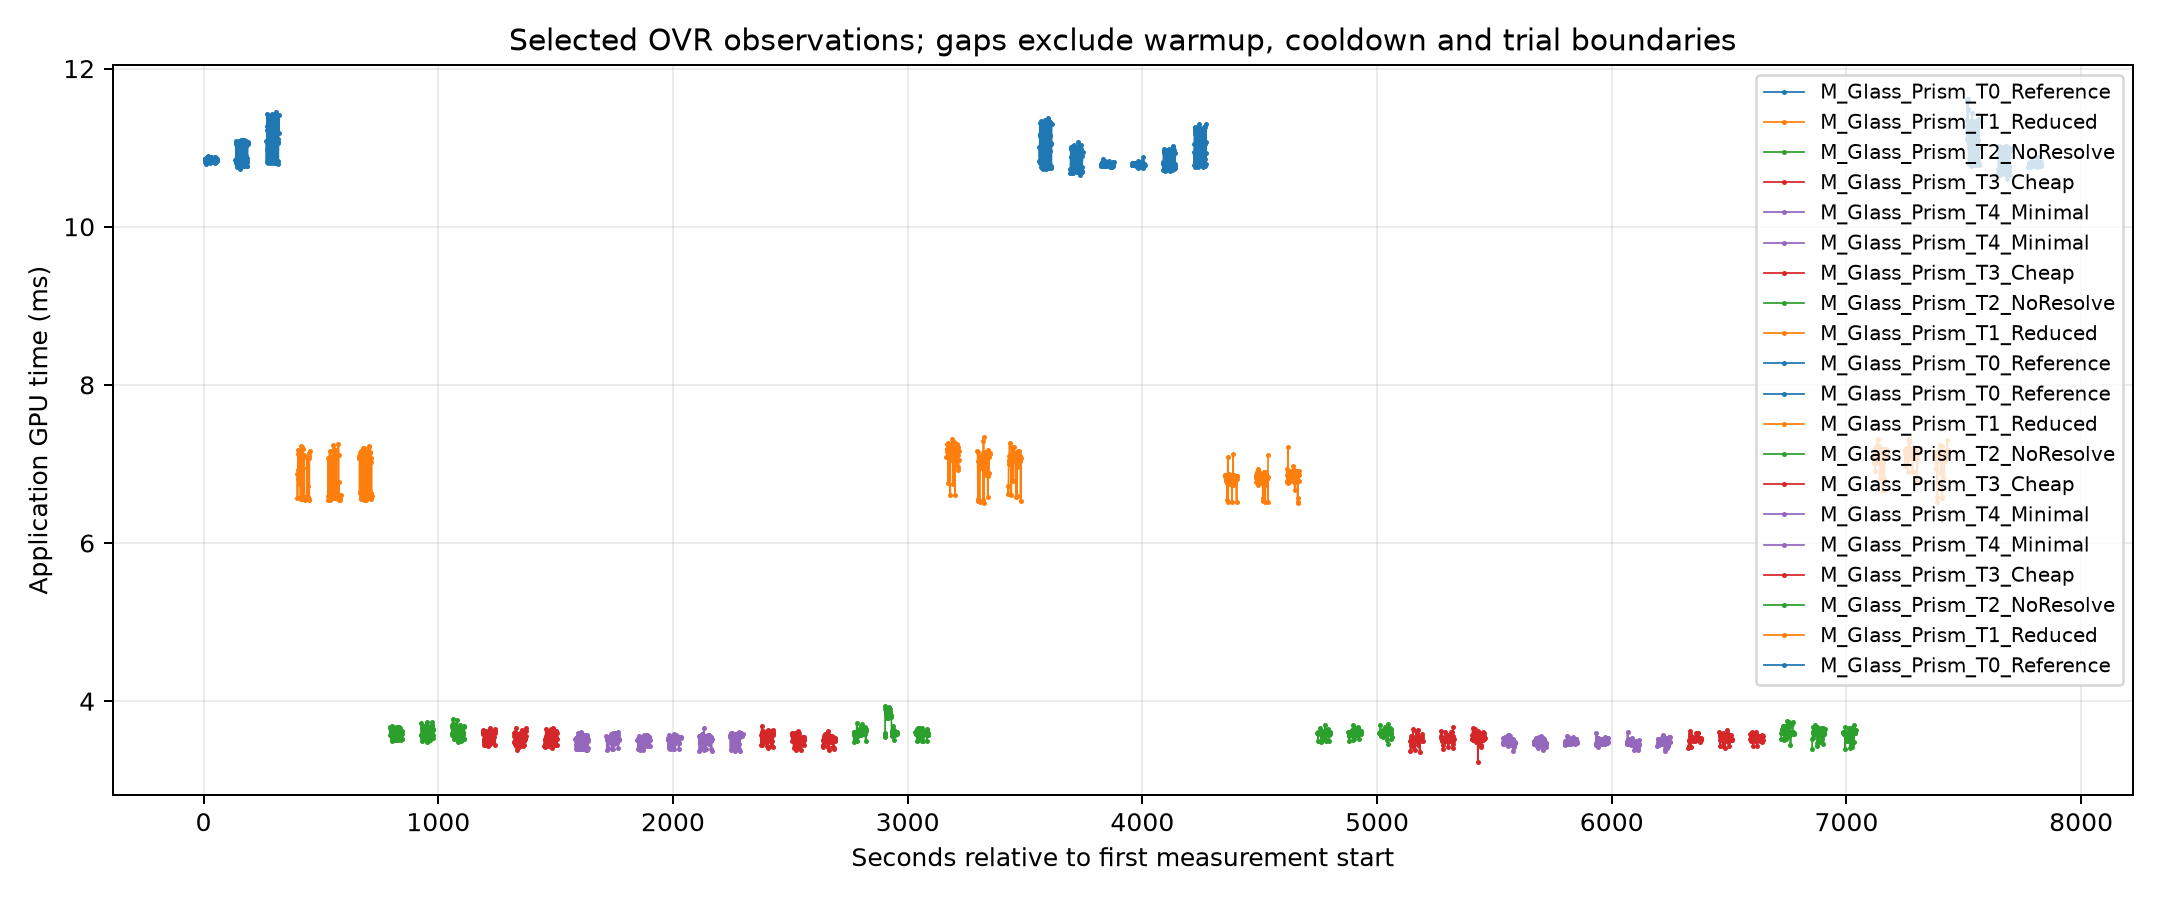 Selected OVR observations; gaps exclude warmup, cooldown and trial boundaries
12
10
8
6
4
Application GPU time (ms)
M_Glass_Prism_T0_Reference
M_Glass_Prism_T1_Reduced
M_Glass_Prism_T2_NoResolve
M_Glass_Prism_T3_Cheap
M_Glass_Prism_T4_Minimal
M_Glass_Prism_T4_Minimal
M_Glass_Prism_T3_Cheap
M_Glass_Prism_T2_NoResolve
M_Glass_Prism_T1_Reduced
M_Glass_Prism_T0_Reference
M_Glass_Prism_T0_Reference
M_Glass_Prism_T1_Reduced
M_Glass_Prism_T2_NoResolve
M_Glass_Prism_T3_Cheap
M_Glass_Prism_T4_Minimal
M_Glass_Prism_T4_Minimal
M_Glass_Prism_T3_Cheap
M_Glass_Prism_T2_NoResolve
M_Glass_Prism_T1_Reduced
M_Glass_Prism_T0_Reference
0 1000 2000 3000 4000 5000 6000 7000 8000
Seconds relative to first measurement start